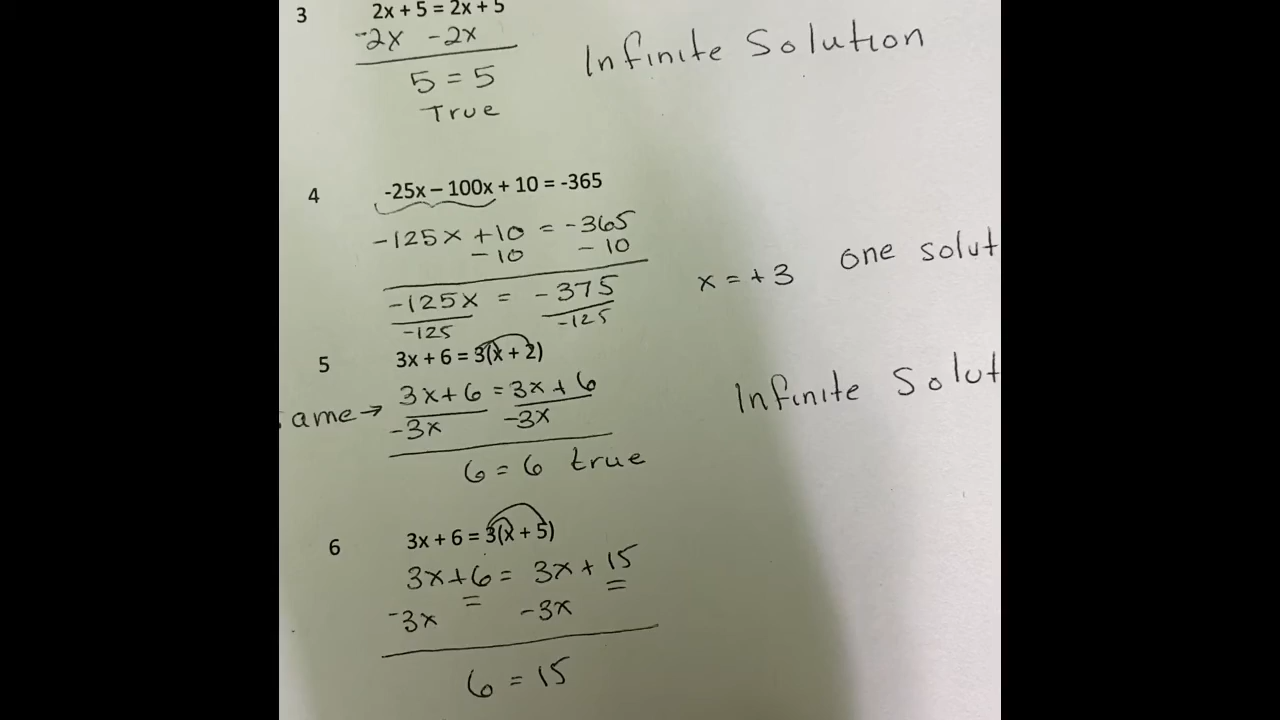 3 2x + 5 = 2x + 5
-2x -2x
Infinite Solution
5 = 5
True
4 -25x – 100x + 10 = -365
-125x +10 = -365
-10 -10
-125x = -375
-125 -125
x = +3 one solut
5 3x + 6 = 3(x + 2)
ame → 3x+6 = 3x+6
-3x -3x
Infinite Solut
6 = 6 true
6 3x + 6 = 3(x + 5)
3x+6 = 3x+15
-3x -3x
6 = 15